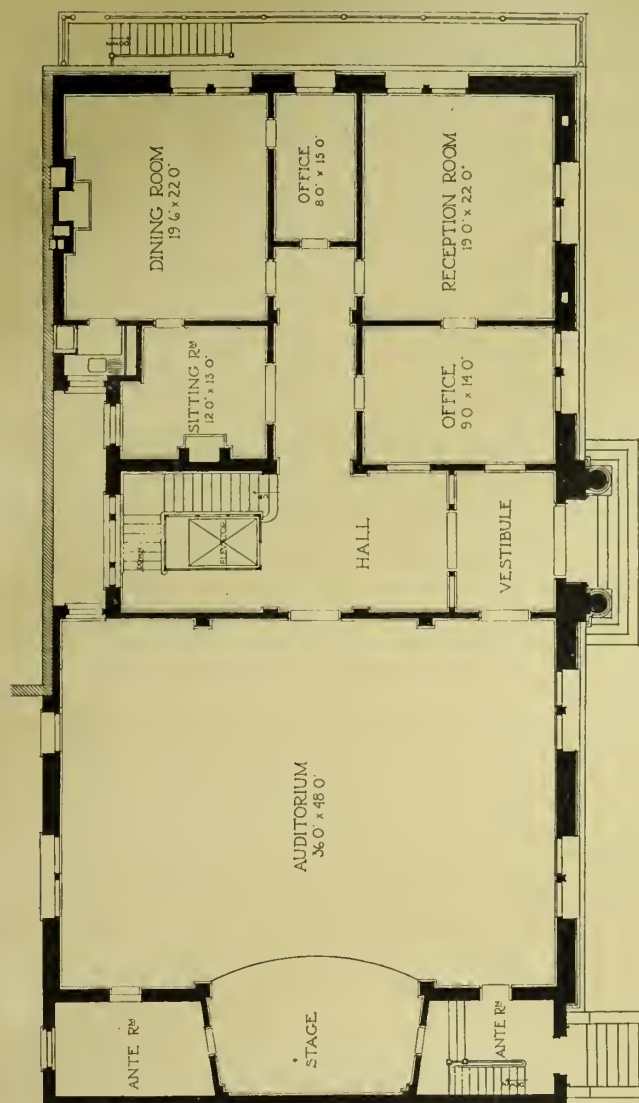 DINING ROOM
19 6 x 22 0
OFFICE
8 0 x 15 0
RECEPTION ROOM
19 0 x 22 0
SITTING RM
12 0 x 13 0
OFFICE
9 0 x 14 0
ELEVATOR
HALL
VESTIBULE
AUDITORIUM
36 0 x 48 0
ANTE RM
STAGE
ANTE RM